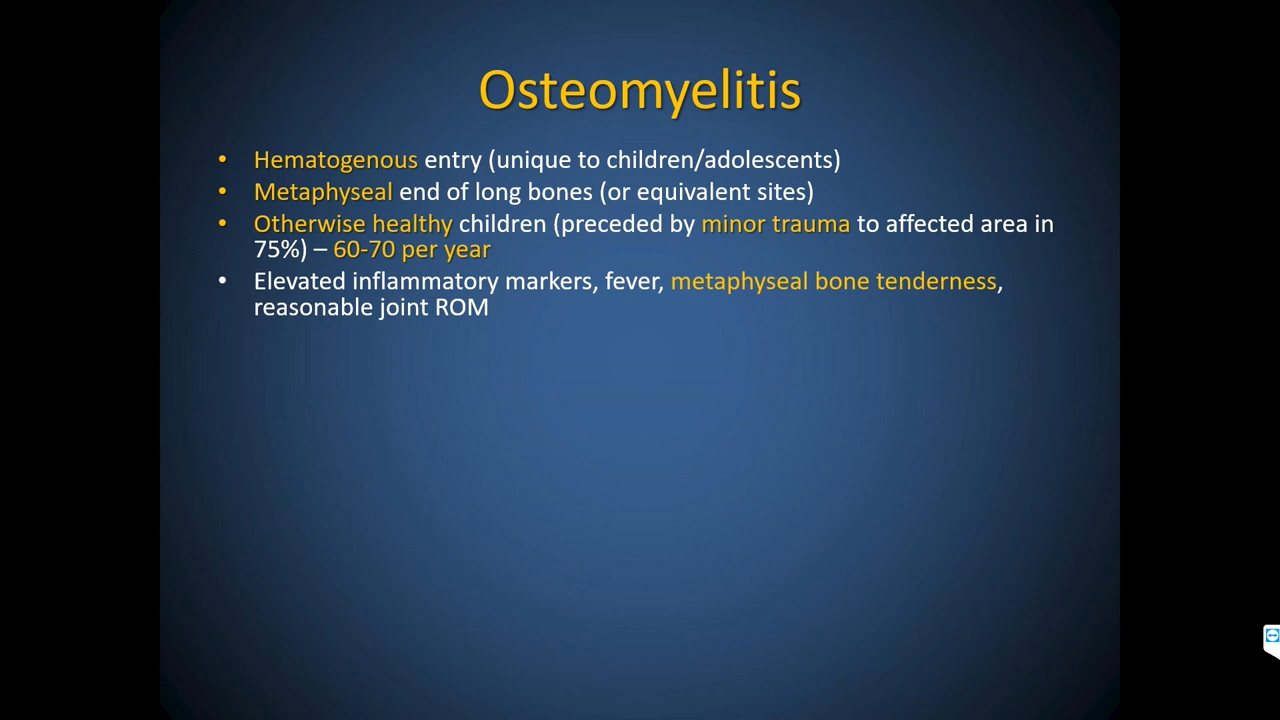 Osteomyelitis
• Hematogenous entry (unique to children/adolescents)
• Metaphyseal end of long bones (or equivalent sites)
• Otherwise healthy children (preceded by minor trauma to affected area in
75%) – 60-70 per year
• Elevated inflammatory markers, fever, metaphyseal bone tenderness,
reasonable joint ROM